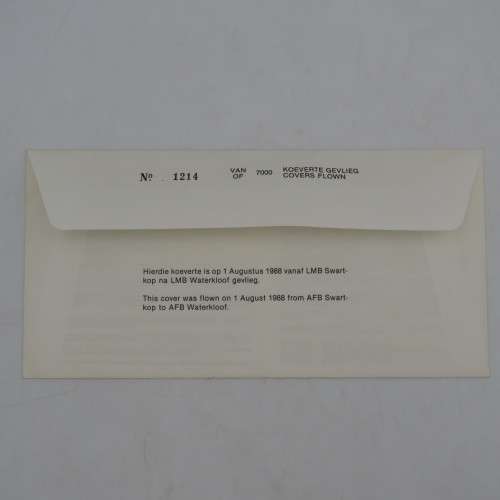 No. 1214 VAN OF 7000 KOEVERTE GEVLIEG COVERS FLOWN
Hierdie koeverte is op 1 Augustus 1988 vanaf LMB Swart-
kop na LMB Waterkloof gevlieg.
This cover was flown on 1 August 1988 from AFB Swart-
kop to AFB Waterkloof.